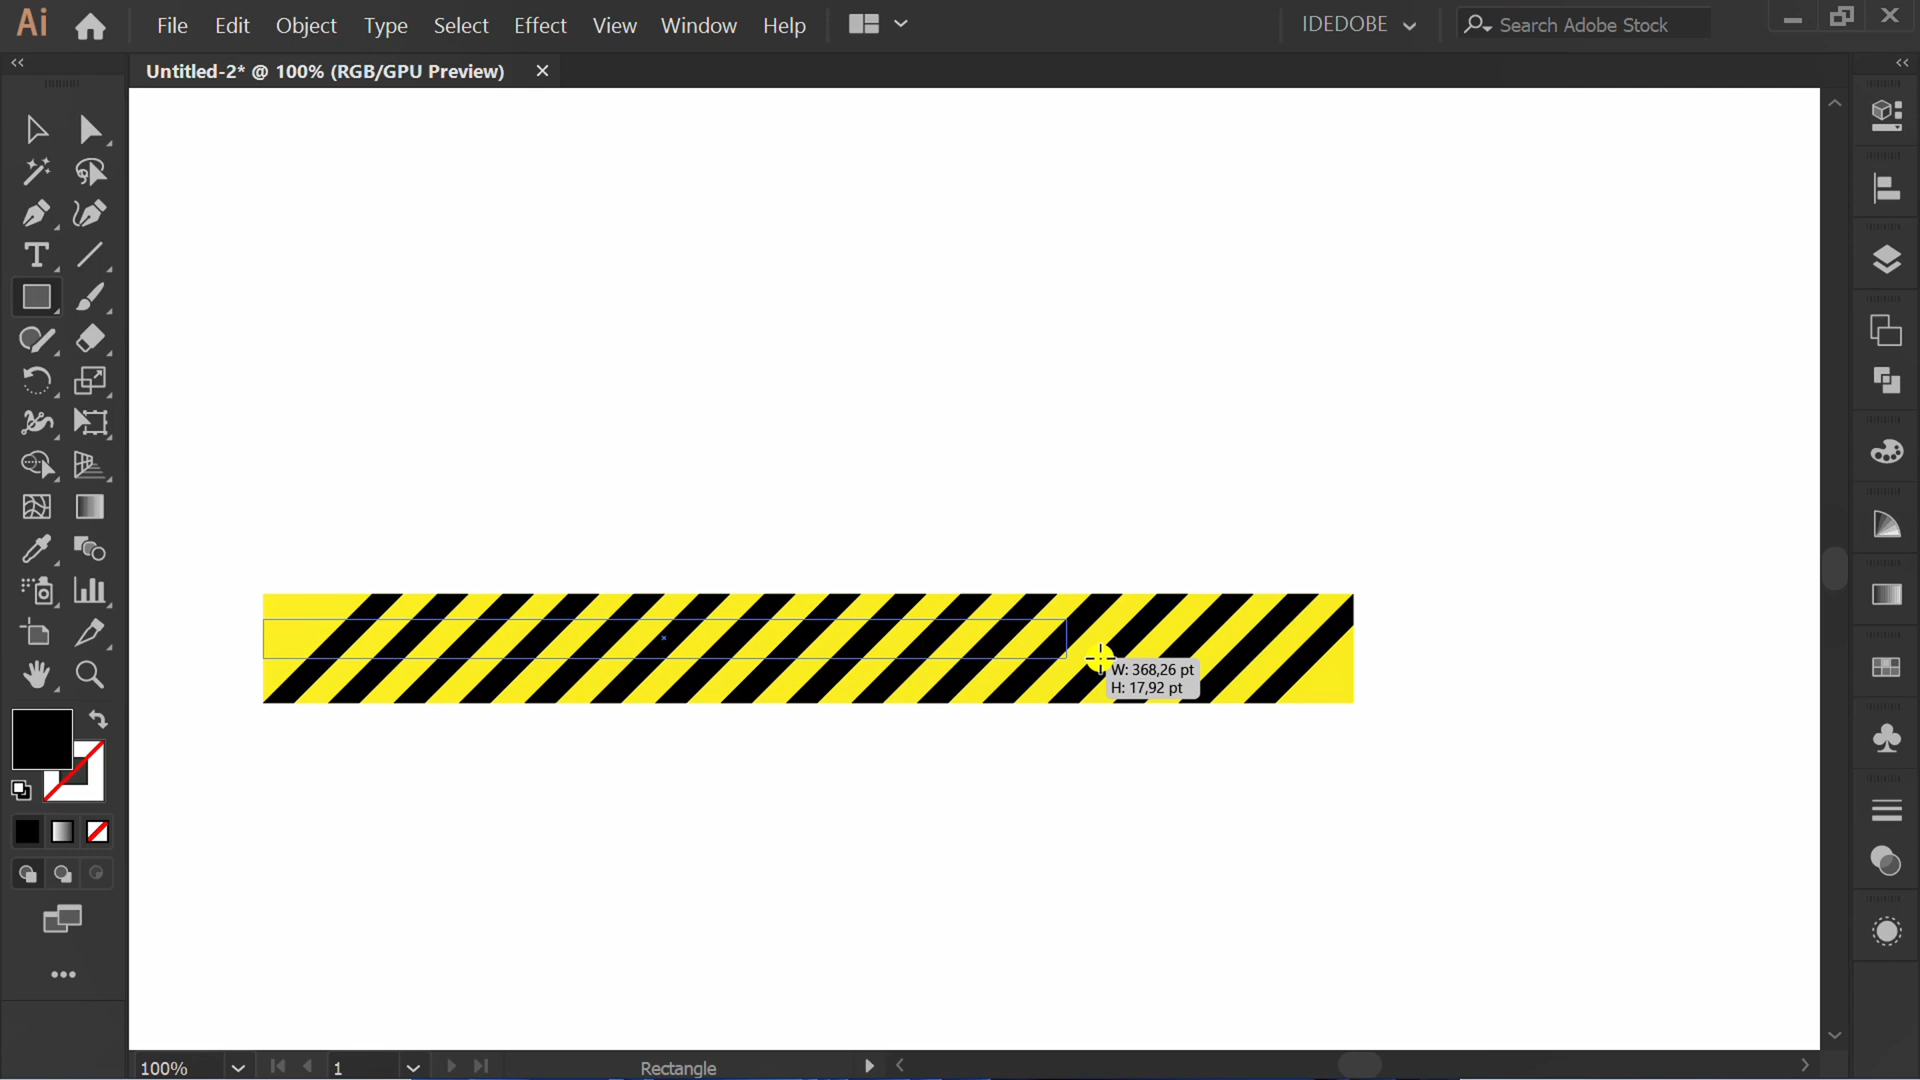 Ai File Edit Object Type Select Effect View Window Help IDEDOBE Search Adobe Stock
Untitled-2* @ 100% (RGB/GPU Preview)
T
W: 368,26 pt
H: 17,92 pt
100% 1 Rectangle